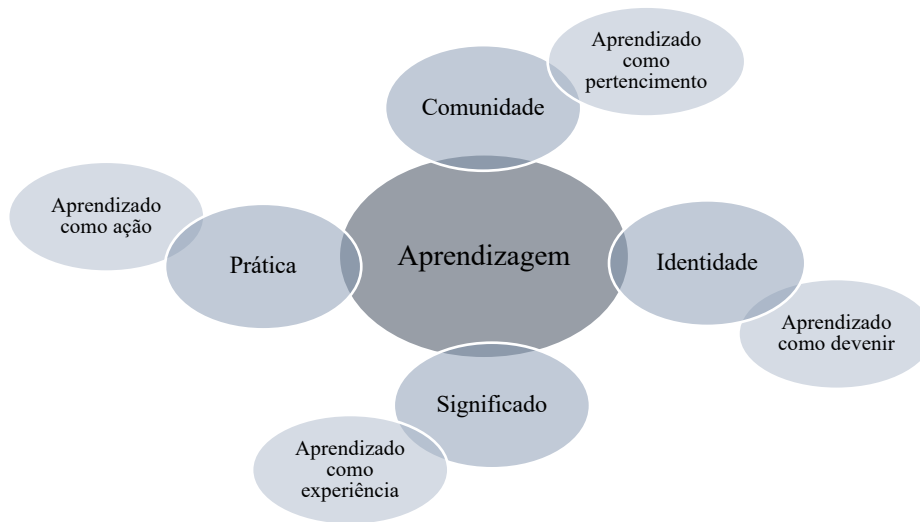 Aprendizado
como
pertencimento
Comunidade
Aprendizado
como ação
Prática
Aprendizagem
Identidade
Aprendizado
como devenir
Significado
Aprendizado
como
experiência